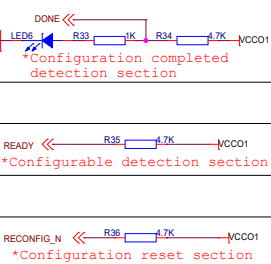 DONE
LED6 R33 1K R34 4.7K VCCO1
*Configuration completed
detection section
READY R35 4.7K VCCO1
*Configurable detection section
RECONFIG_N R36 4.7K VCCO1
*Configuration reset section